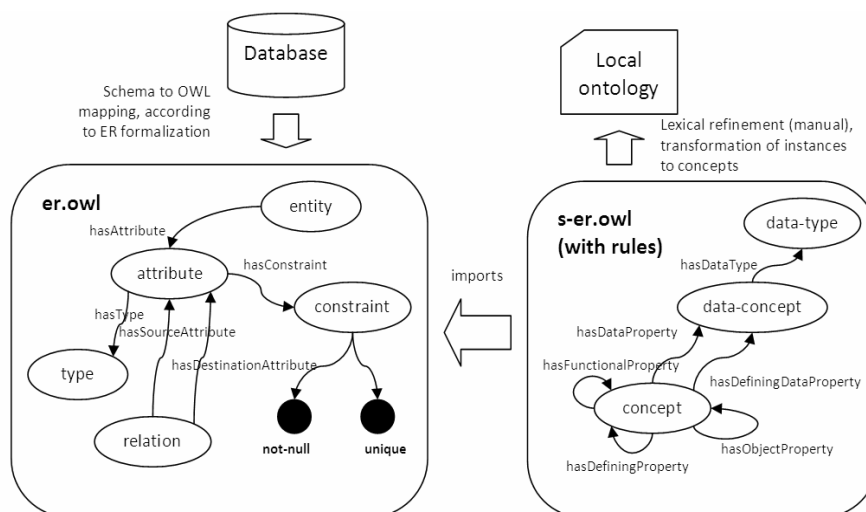 Database
Schema to OWL
mapping, according
to ER formalization
Local
ontology
Lexical refinement (manual),
transformation of instances
to concepts
er.owl
entity
hasAttribute
attribute
hasConstraint
constraint
hasType
hasSourceAttribute
hasDestinationAttribute
type
relation
not-null
unique
imports
s-er.owl
(with rules)
data-type
hasDataType
data-concept
hasDataProperty
hasFunctionalProperty
hasDefiningDataProperty
concept
hasDefiningProperty
hasObjectProperty